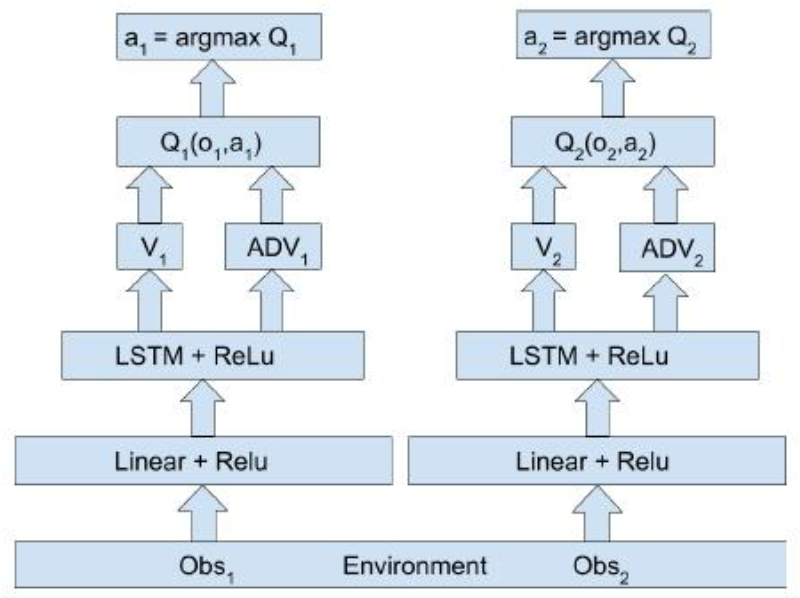 a₁ = argmax Q₁
a₂ = argmax Q₂
Q₁(o₁,a₁)
Q₂(o₂,a₂)
V₁
ADV₁
V₂
ADV₂
LSTM + ReLu
LSTM + ReLu
Linear + Relu
Linear + Relu
Obs₁
Environment
Obs₂